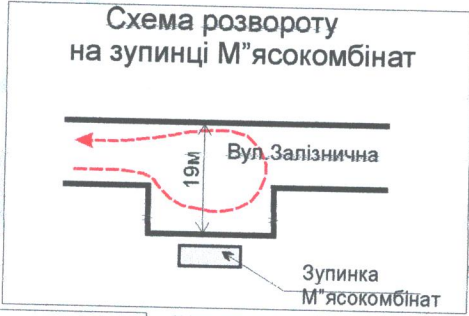 Схема розвороту
на зупинці М"ясокомбінат
Вул.Залізнична
19м
Зупинка
М"ясокомбінат